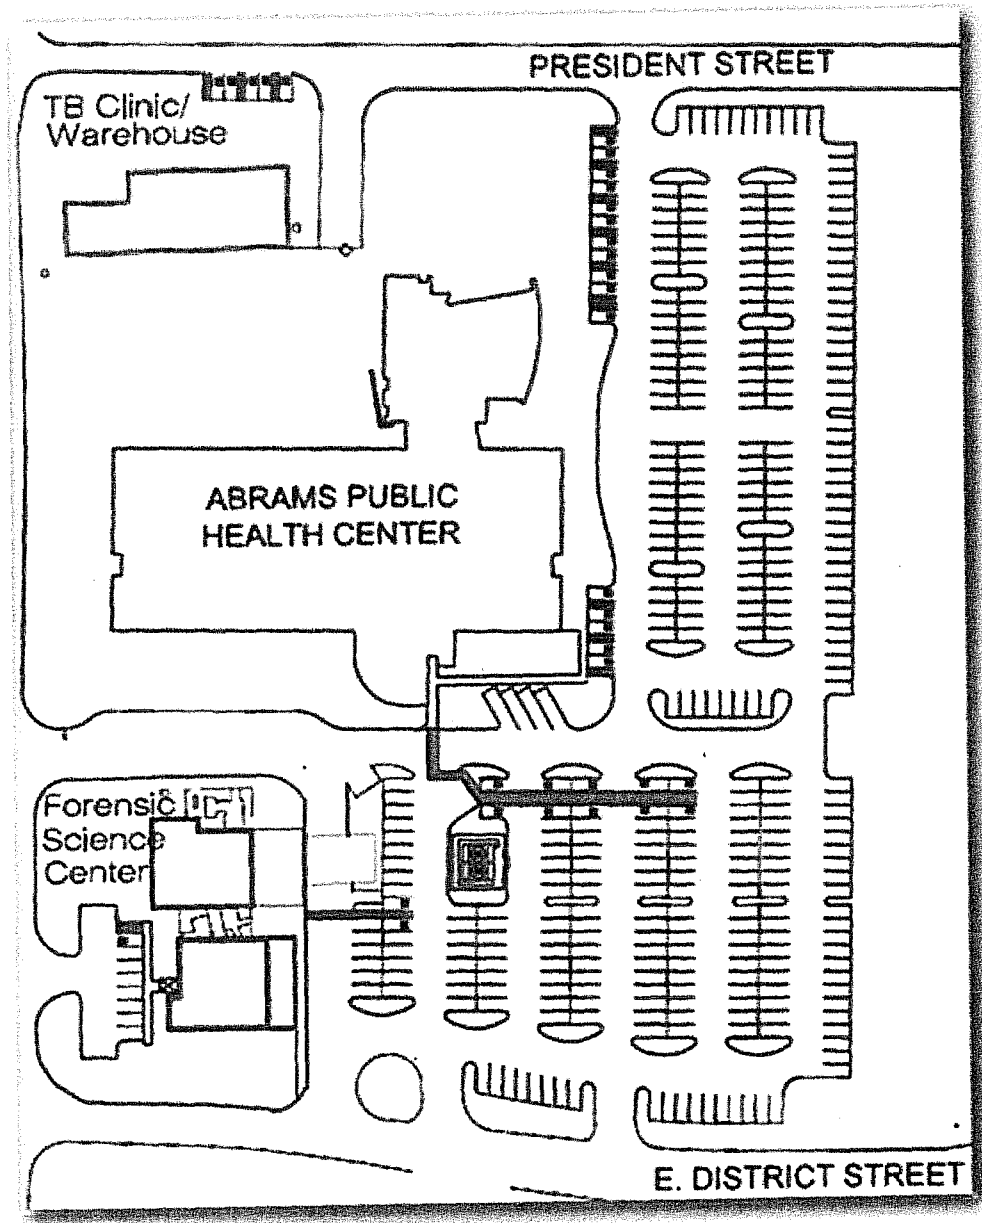 PRESIDENT STREET
TB Clinic/
Warehouse
ABRAMS PUBLIC
HEALTH CENTER
Forensic
Science
Center
E. DISTRICT STREET